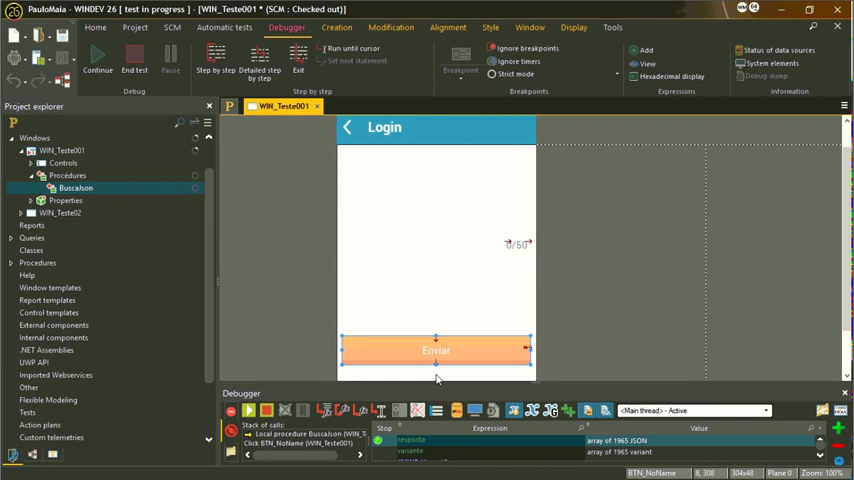 PauloMaia - WINDEV 26 [ test in progress ] - WIN_Teste001 * (SCM : Checked out)]
WM
64
26
Home
Project
SCM
Automatic tests
Debugger
Creation
Modification
Alignment
Style
Window
Display
Tools
Continue
End test
Pause
Step by step
Detailed step by step
Exit
Run until cursor
Set next statement
Breakpoint
Ignore breakpoints
Ignore timers
Strict mode
Add
View
Hexadecimal display
Status of data sources
System elements
Debug dump
Debug
Step by step
Breakpoints
Expressions
Information
Project explorer
WIN_Teste001
Windows
WIN_Teste001
Controls
Procédures
BuscaJson
Properties
WIN_Teste02
Reports
Queries
Classes
Procedures
Help
Window templates
Report templates
Control templates
External components
Internal components
.NET Assemblies
UWP API
Imported Webservices
Other
Flexible Modeling
Tests
Action plans
Custom telemetries
Login
0/50
Enviar
Debugger
<Main thread> - Active
Stack of calls:
Local procedure BuscaJson (WIN_T
Click BTN_NoName (WIN_Teste001)
Stop
Expression
Value
resposta
array of 1965 JSON
variante
array of 1965 variant
BTN_NoName
8, 308
304x48
Plane 0
Zoom: 100%